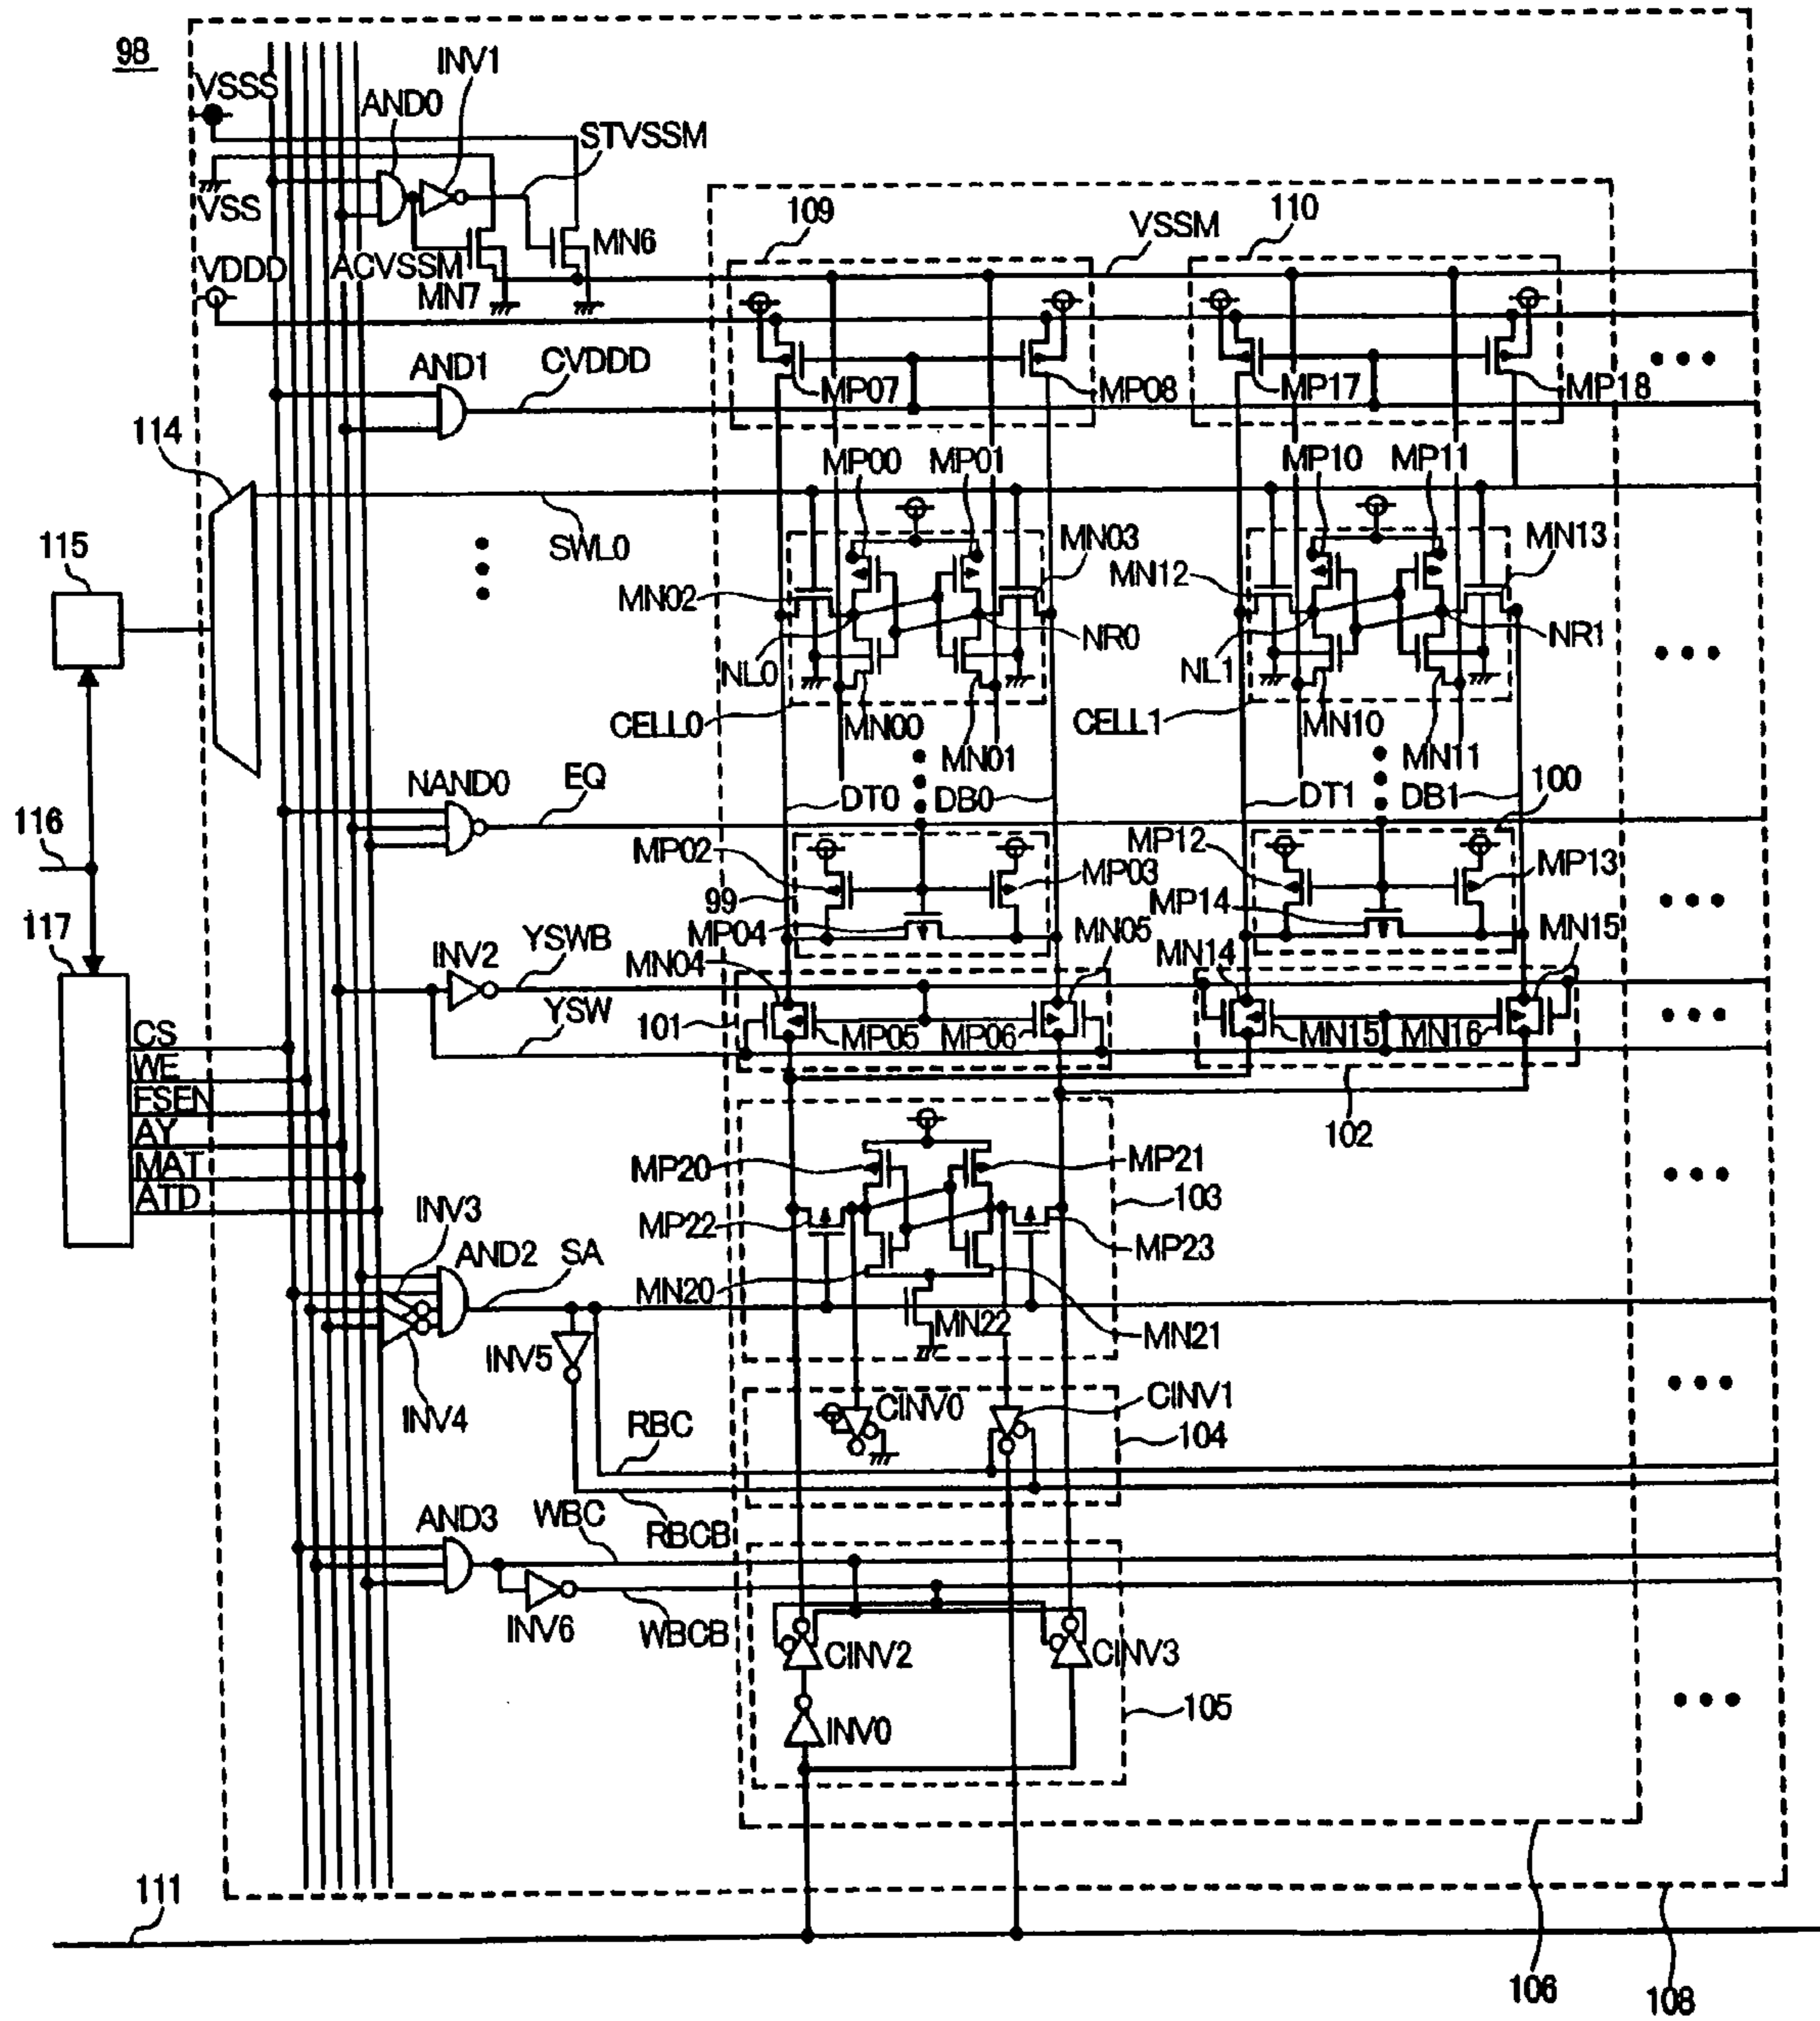 98
VSSS
AND0
INV1
STVSSM
VSS
MN6
109
VSSM
110
VDDD
ACVSSM
MN7
AND1
CVDDD
MP07
MP08
MP17
MP18
114
MP00
MP01
MP10
MP11
115
SWL0
MN03
MN13
MN02
MN12
NL0
NR0
NL1
NR1
CELL0
MN00
CELL1
MN10
MN01
MN11
NAND0
EQ
DT0
DB0
DT1
DB1
100
116
MP02
MP03
MP12
MP13
99
MP04
MP14
117
INV2
YSWB
MN04
MN05
MN14
MN15
YSW
101
MP05
MP06
MN15
MN16
CS
WE
FSEN
AY
MAT
ATD
102
MP20
MP21
103
INV3
AND2
SA
MP22
MP23
MN20
MN22
MN21
INV5
INV4
CINV0
CINV1
RBC
104
AND3
WBC
RBCB
INV6
WBCB
CINV2
CINV3
INV0
105
111
106
108